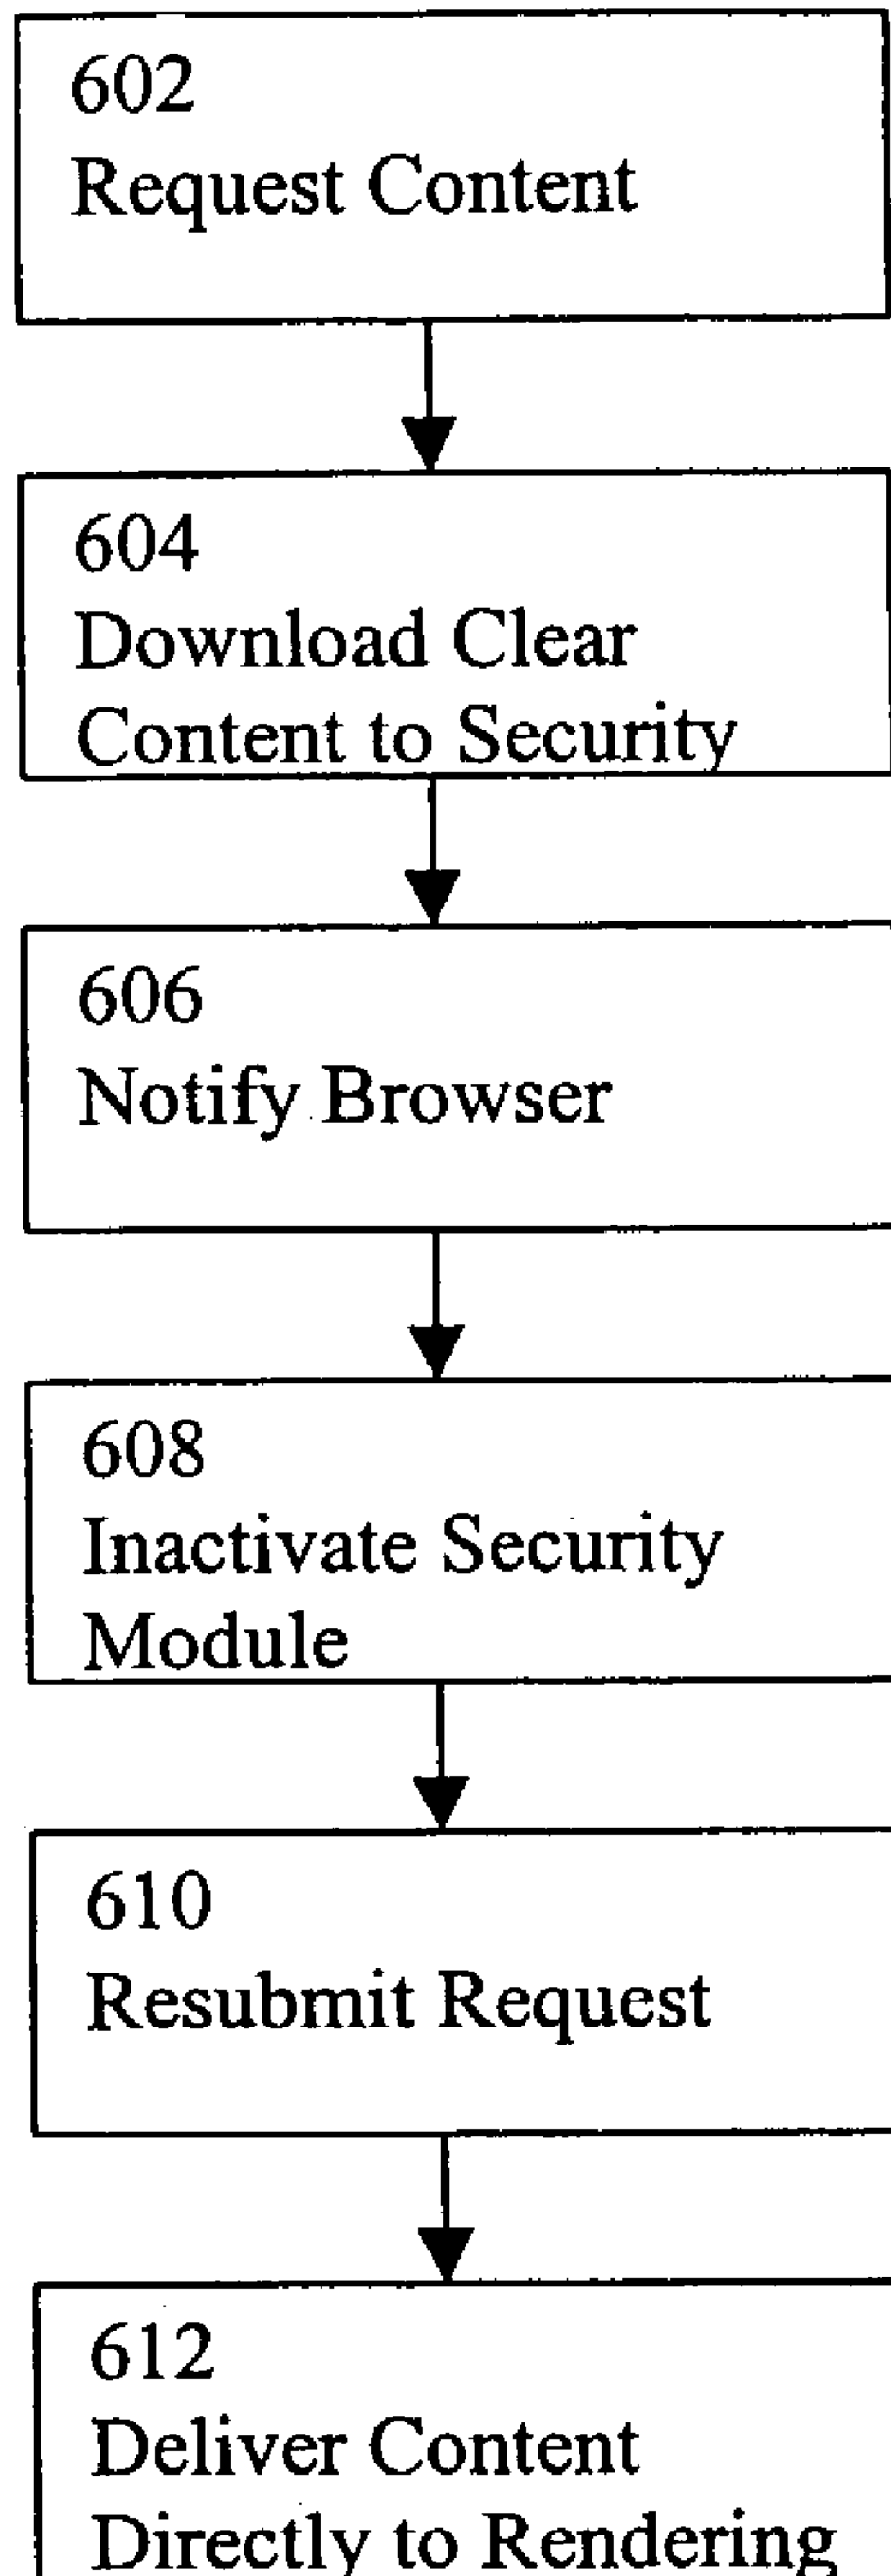 602
Request Content
604
Download Clear
Content to Security
606
Notify Browser
608
Inactivate Security
Module
610
Resubmit Request
612
Deliver Content
Directly to Rendering